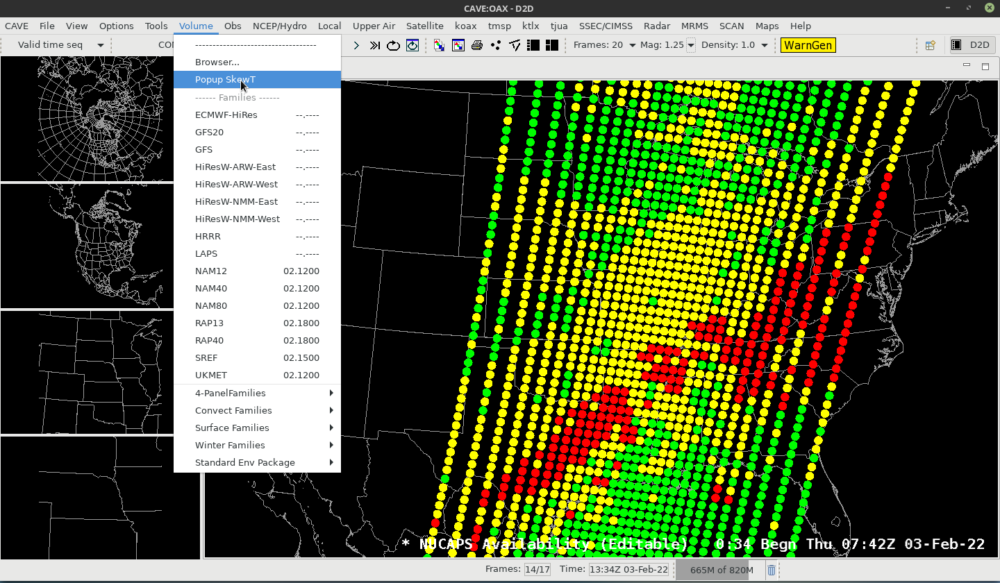 CAVE:OAX - D2D
CAVE File View Options Tools Volume Obs NCEP/Hydro Local Upper Air Satellite koax tmsp ktlx tjua SSEC/CIMSS Radar MRMS SCAN Maps Help
Valid time seq CON Frames: 20 Mag: 1.25 Density: 1.0 WarnGen D2D
-----------------------------------
Browser...
Popup SkewT
------ Families ------
ECMWF-HiRes --.----
GFS20 --.----
GFS --.----
HiResW-ARW-East --.----
HiResW-ARW-West --.----
HiResW-NMM-East --.----
HiResW-NMM-West --.----
HRRR --.----
LAPS --.----
NAM12 02.1200
NAM40 02.1200
NAM80 02.1200
RAP13 02.1800
RAP40 02.1800
SREF 02.1500
UKMET 02.1200
4-PanelFamilies
Convect Families
Surface Families
Winter Families
Standard Env Package
* NUCAPS Availability (Editable) 0:34 Begn Thu 07:42Z 03-Feb-22
Frames: 14/17 Time: 13:34Z 03-Feb-22 665M of 820M